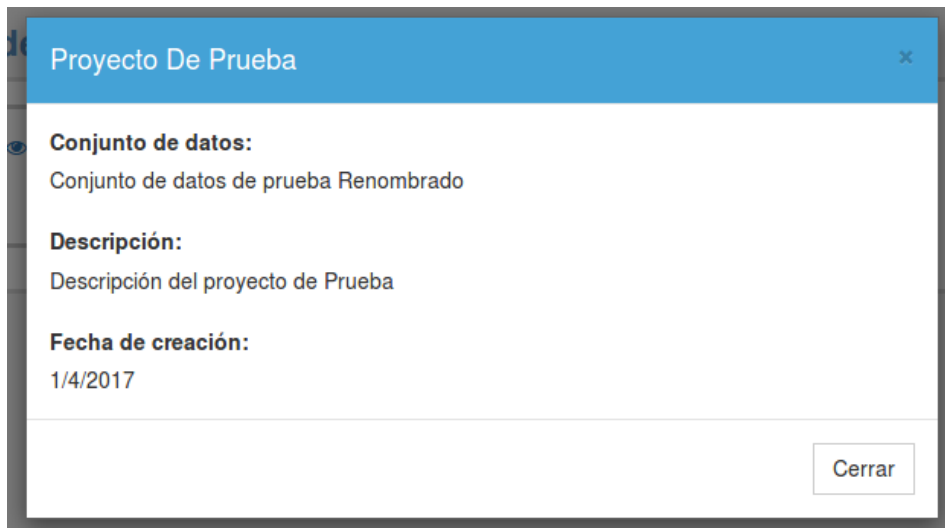 Proyecto De Prueba
×
Conjunto de datos:
Conjunto de datos de prueba Renombrado
Descripción:
Descripción del proyecto de Prueba
Fecha de creación:
1/4/2017
Cerrar